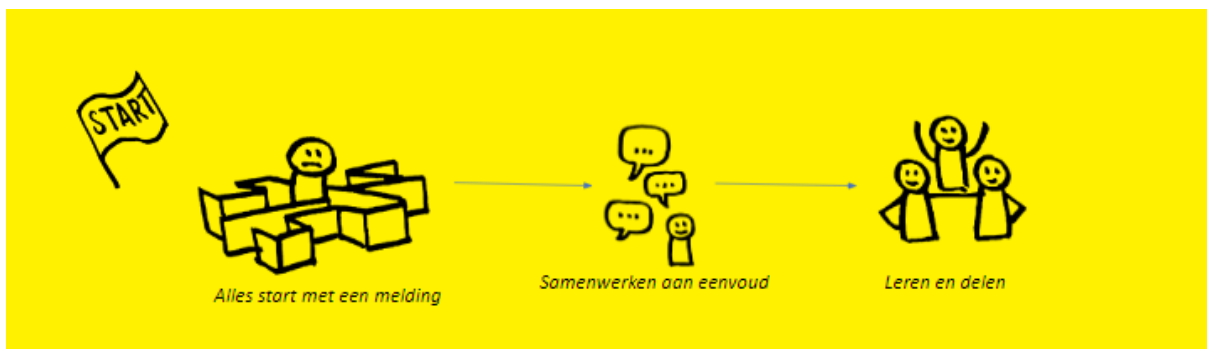 START
Alles start met een melding
Samenwerken aan eenvoud
Leren en delen